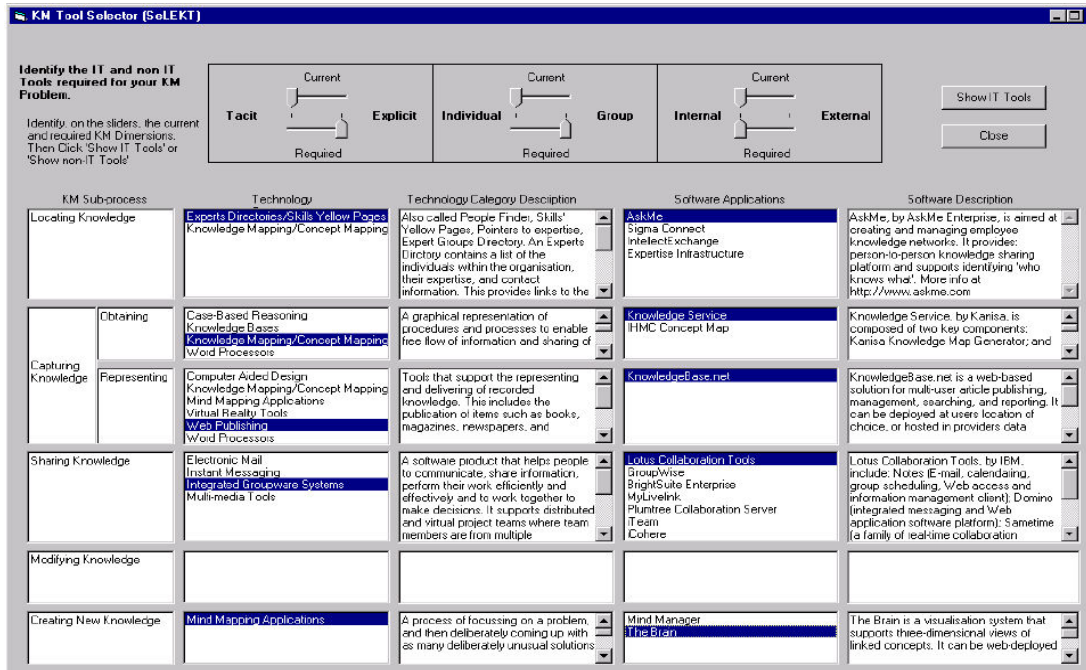 KM Tool Selector (SeLEKT)
Identify the IT and non IT
Tools required for your KM
Problem.
Identify, on the sliders, the current
and required KM Dimensions.
Then Click 'Show IT Tools' or
'Show non-IT Tools'
Current
Tacit
Explicit
Required
Current
Individual
Group
Required
Current
Internal
External
Required
Show IT Tools
Close
KM Sub-process
Technology
Technology Category Description
Software Applications
Software Description
Locating Knowledge
Experts Directories/Skills Yellow Pages
Knowledge Mapping/Concept Mapping
Also called People Finder, Skills'
Yellow Pages, Pointers to expertise,
Expert Groups Directory. An Experts
Dirctory contains a list of the
individuals within the organisation,
their expertise, and contact
information. This provides links to the
AskMe
Sigma Connect
IntellectExchange
Expertise Infrastructure
AskMe, by AskMe Enterprise, is aimed at
creating and managing employee
knowledge networks. It provides:
person-to-person knowledge sharing
platform and supports identifying 'who
knows what'. More info at
http://www.askme.com
Capturing
Knowledge
Obtaining
Case-Based Reasoning
Knowledge Bases
Knowledge Mapping/Concept Mapping
Word Processors
A graphical representation of
procedures and processes to enable
free flow of information and sharing of
Knowledge Service
IHMC Concept Map
Knowledge Service, by Kanisa, is
composed of two key components:
Kanisa Knowledge Map Generator; and
Representing
Computer Aided Design
Knowledge Mapping/Concept Mapping
Mind Mapping Applications
Virtual Reality Tools
Web Publishing
Word Processors
Tools that support the representing
and delivering of recorded
knowledge. This includes the
publication of items such as books,
magazines, newspapers, and
KnowledgeBase.net
KnowledgeBase.net is a web-based
solution for multi-user article publishing,
management, searching, and reporting. It
can be deployed at users location of
choice, or hosted in providers data
Sharing Knowledge
Electronic Mail
Instant Messaging
Integrated Groupware Systems
Multi-media Tools
A software product that helps people
to communicate, share information,
perform their work efficiently and
effectively and to work together to
make decisions. It supports distributed
and virtual project teams where team
members are from multiple
Lotus Collaboration Tools
GroupWise
BrightSuite Enterprise
MyLivelink
Plumtree Collaboration Server
iTeam
iCohere
Lotus Collaboration Tools, by IBM,
include: Notes (E-mail, calendaring,
group scheduling, Web access and
information management client); Domino
(integrated messaging and Web
application software platform); Sametime
(a family of real-time collaboration
Modifying Knowledge
Creating New Knowledge
Mind Mapping Applications
A process of focussing on a problem,
and then deliberately coming up with
as many deliberately unusual solutions
Mind Manager
The Brain
The Brain is a visualisation system that
supports three-dimensional views of
linked concepts. It can be web-deployed